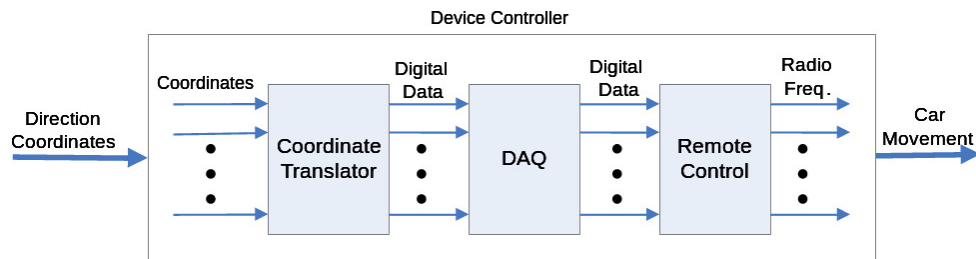 Device Controller
Direction
Coordinates
Coordinates
Coordinate
Translator
Digital
Data
DAQ
Digital
Data
Remote
Control
Radio
Freq.
Car
Movement